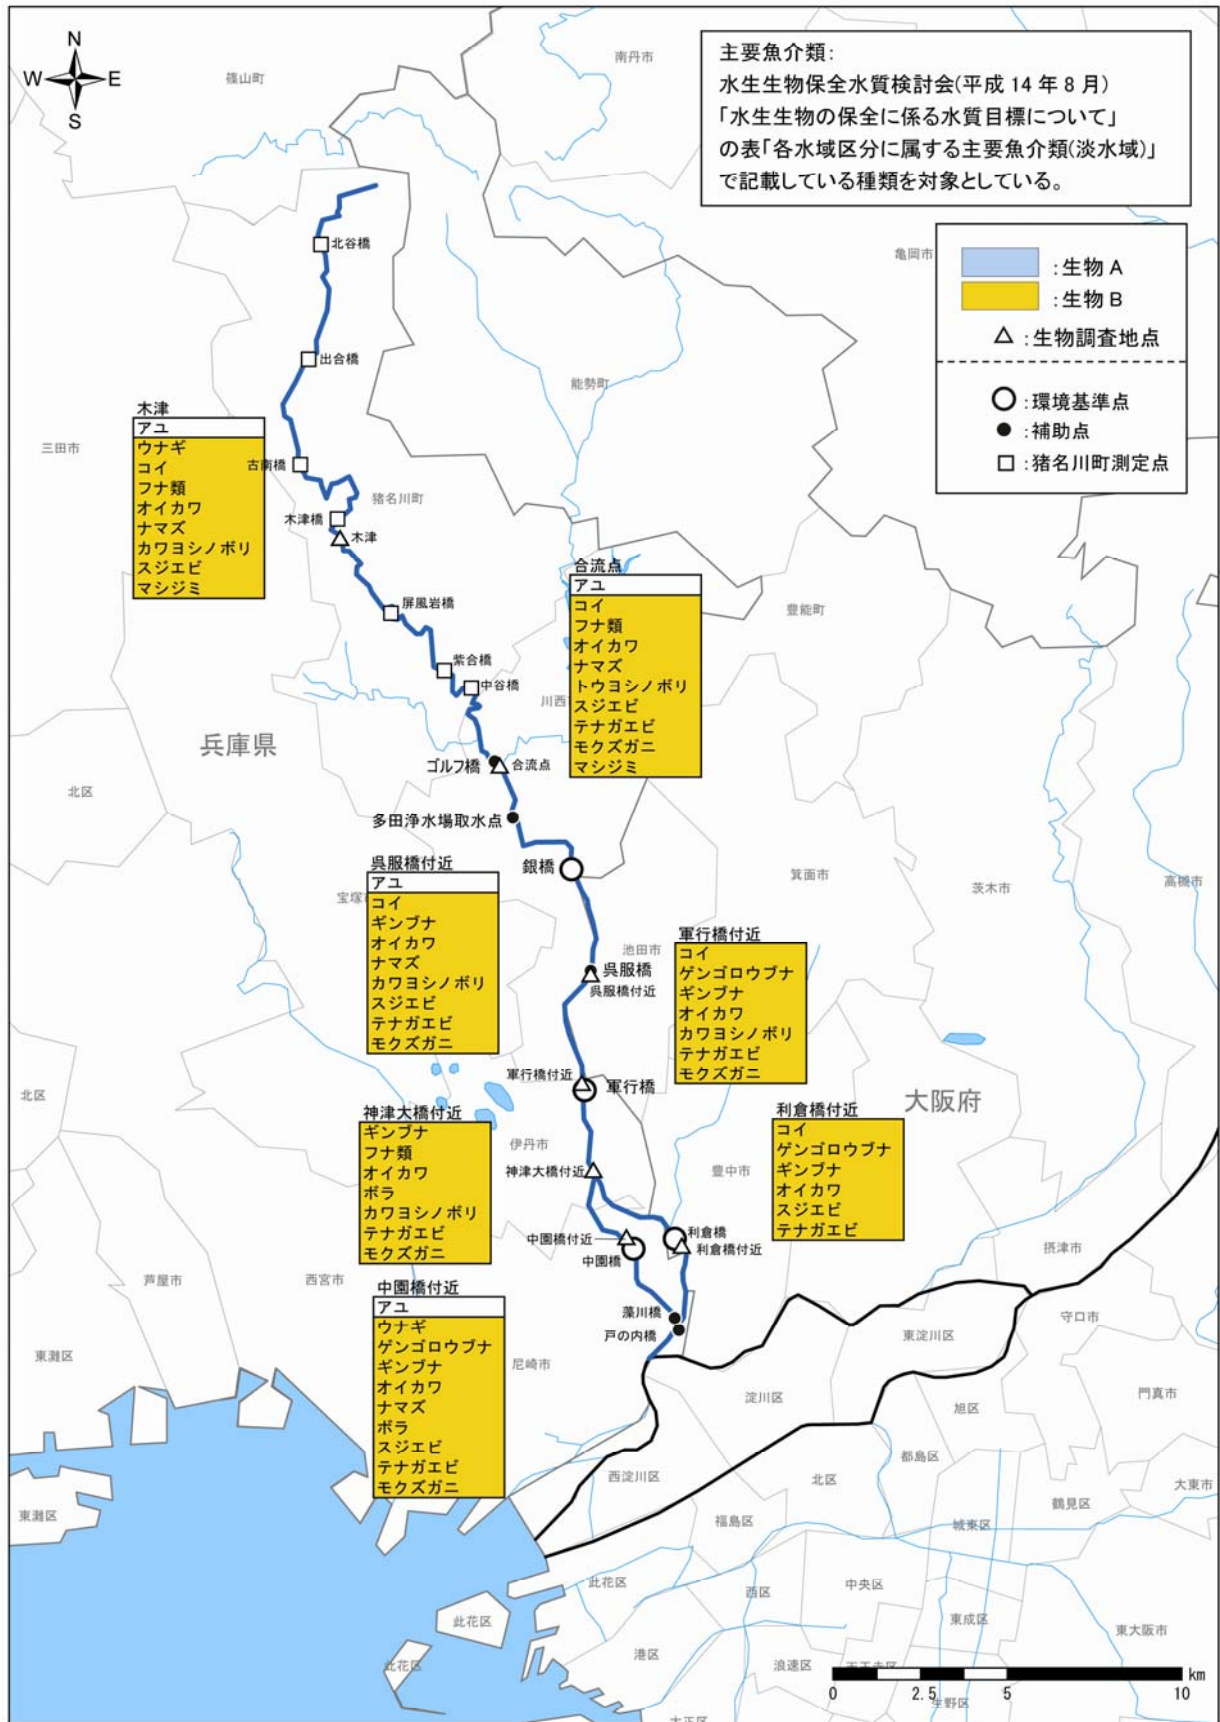 N
W
E
S
篠山町
南丹市
主要魚介類：
水生生物保全水質検討会(平成14年8月)
「水生生物の保全に係る水質目標について」
の表「各水域区分に属する主要魚介類(淡水域)」
で記載している種類を対象としている。
亀岡市
：生物A
：生物B
：生物調査地点
：環境基準点
：補助点
：猪名川町測定点
北谷橋
出合橋
能勢町
三田市
木津
アユ
ウナギ
コイ
フナ類
オイカワ
ナマズ
カワヨシノボリ
スジエビ
マシジミ
古南橋
猪名川町
木津橋
木津
屏風岩橋
紫合橋
中谷橋
合流点
アユ
コイ
フナ類
オイカワ
ナマズ
トウヨシノボリ
スジエビ
テナガエビ
モクズガニ
マシジミ
豊能町
川西
兵庫県
北区
ゴルフ橋
合流点
多田浄水場取水点
銀橋
箕面市
茨木市
高槻市
呉服橋付近
アユ
コイ
ギンブナ
オイカワ
ナマズ
カワヨシノボリ
スジエビ
テナガエビ
モクズガニ
宝塚
池田市
呉服橋
呉服橋付近
軍行橋付近
コイ
ゲンゴロウブナ
ギンブナ
オイカワ
カワヨシノボリ
テナガエビ
モクズガニ
軍行橋付近
軍行橋
北区
大阪府
神津大橋付近
ギンブナ
フナ類
オイカワ
ボラ
カワヨシノボリ
テナガエビ
モクズガニ
伊丹市
神津大橋付近
豊中市
利倉橋付近
コイ
ゲンゴロウブナ
ギンブナ
オイカワ
スジエビ
テナガエビ
中園橋付近
中園橋
利倉橋
利倉橋付近
摂津市
芦屋市
西宮市
中園橋付近
アユ
ウナギ
ゲンゴロウブナ
ギンブナ
オイカワ
ナマズ
ボラ
スジエビ
テナガエビ
モクズガニ
藻川橋
戸の内橋
尼崎市
東灘区
東淀川区
守口市
淀川区
旭区
門真市
都島区
西淀川区
北区
大東市
鶴見区
東灘区
福島区
城東区
此花区
西区
中央区
此花区
東成区
東大阪市
港区
此花区
浪速区
天王寺区
生野区
大正区
km
0
2.5
5
10